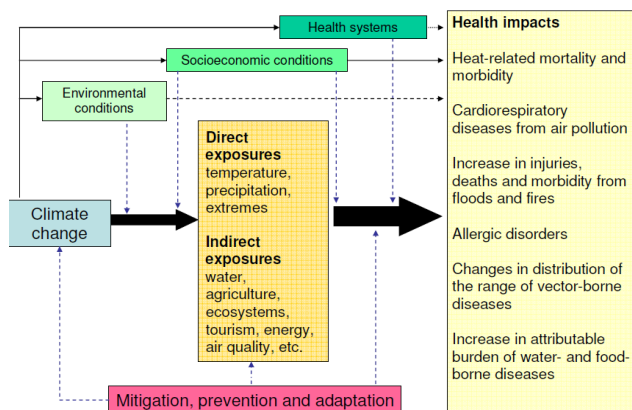 Health systems
Socioeconomic conditions
Environmental
conditions
Climate
change
Direct
exposures
temperature,
precipitation,
extremes
Indirect
exposures
water,
agriculture,
ecosystems,
tourism, energy,
air quality, etc.
Mitigation, prevention and adaptation
Health impacts
Heat-related mortality and
morbidity
Cardiorespiratory
diseases from air pollution
Increase in injuries,
deaths and morbidity from
floods and fires
Allergic disorders
Changes in distribution of
the range of vector-borne
diseases
Increase in attributable
burden of water- and food-
borne diseases